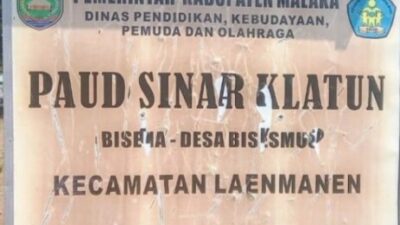 PEMERINTAH KABUPATEN MALAKA
DINAS PENDIDIKAN, KEBUDAYAAN,
PEMUDA DAN OLAHRAGA
PAUD SINAR KLATUN
DESA
KECAMATAN LAENMANEN